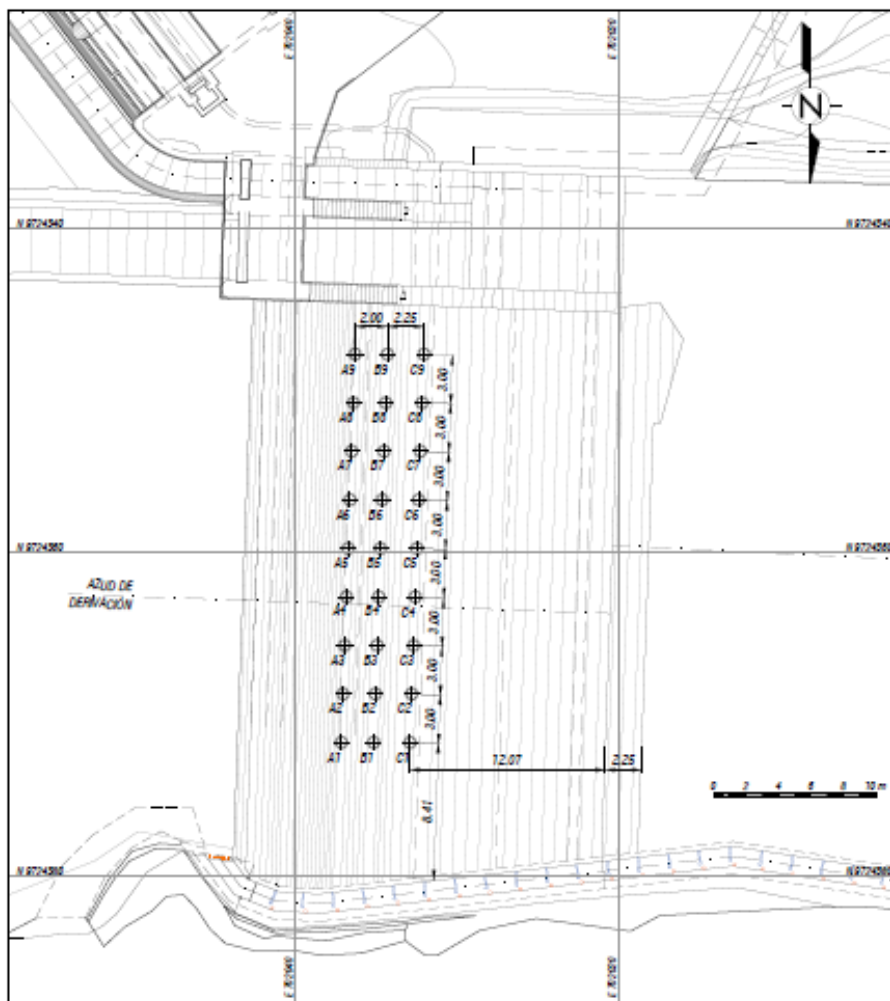 N
N 9724540
N 9724540
2.00
2.25
A9 B9 C9
3.00
A8 B8 C8
3.00
A7 B7 C7
3.00
A6 B6 C6
3.00
N 9724560
N 9724560
A5 B5 C5
3.00
AZUD DE
DERIVACIÓN
A4 B4 C4
3.00
A3 B3 C3
3.00
A2 B2 C2
3.00
A1 B1 C1
12.07
2.25
8.41
0 2 4 6 8 10 m